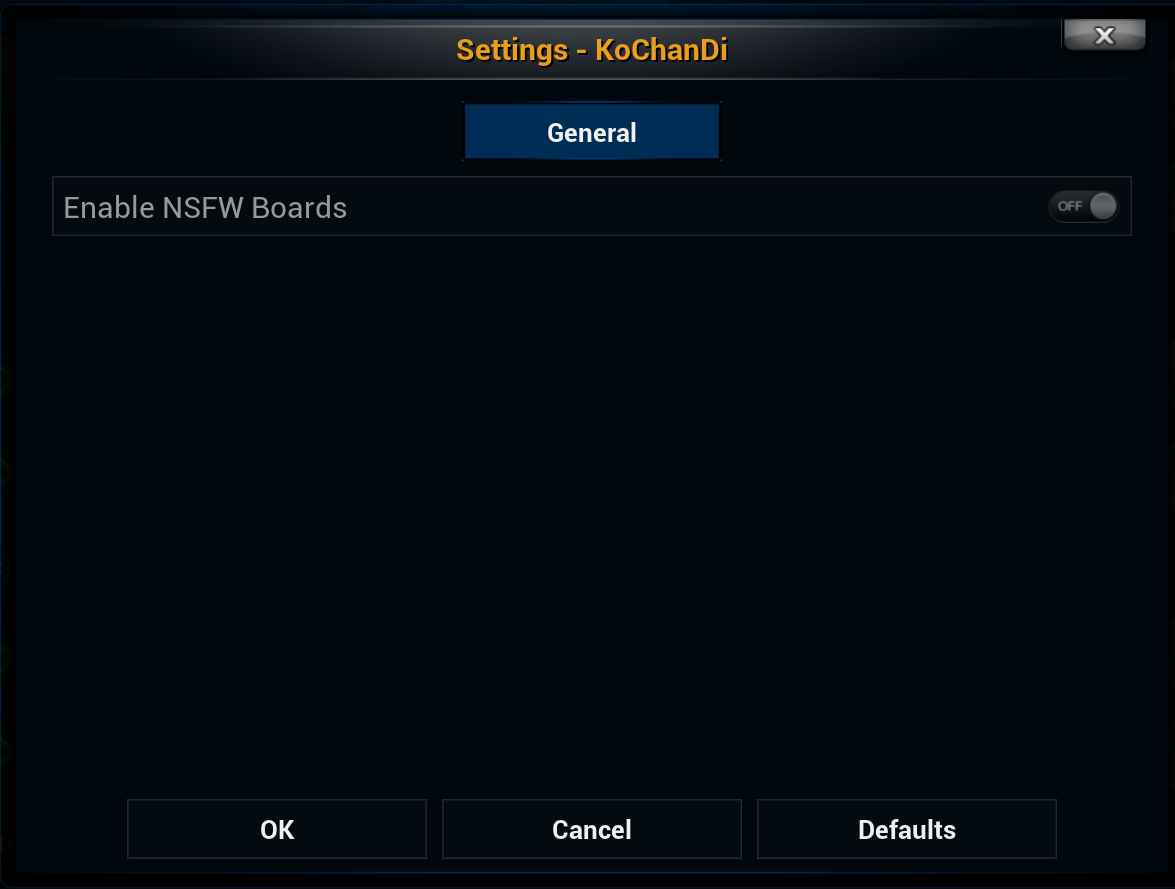 Settings - KoChanDi
General
Enable NSFW Boards
OFF
OK
Cancel
Defaults